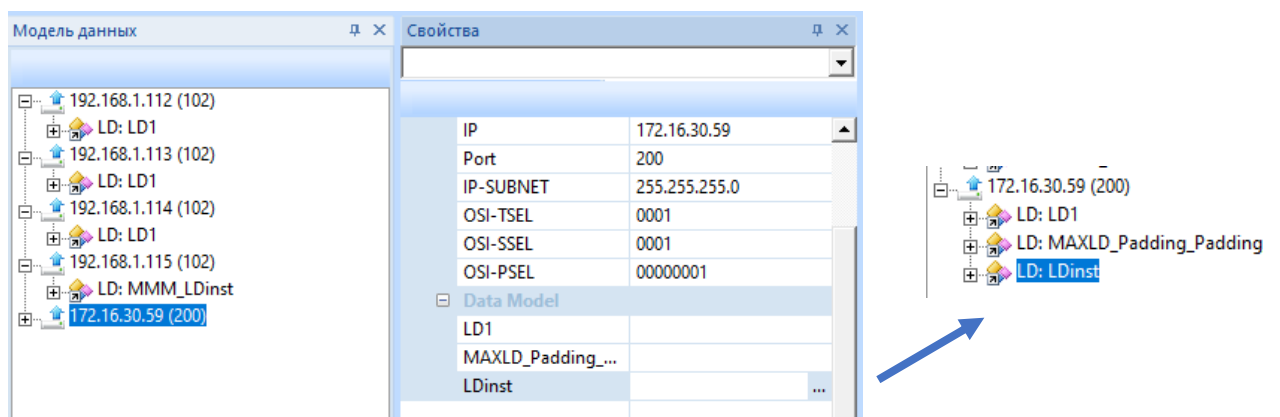 Модель данных
192.168.1.112 (102)
LD: LD1
192.168.1.113 (102)
LD: LD1
192.168.1.114 (102)
LD: LD1
192.168.1.115 (102)
LD: MMM_LDinst
172.16.30.59 (200)
Свойства
IP 172.16.30.59
Port 200
IP-SUBNET 255.255.255.0
OSI-TSEL 0001
OSI-SSEL 0001
OSI-PSEL 00000001
Data Model
LD1
MAXLD_Padding_...
LDinst ...
172.16.30.59 (200)
LD: LD1
LD: MAXLD_Padding_Padding
LD: LDinst